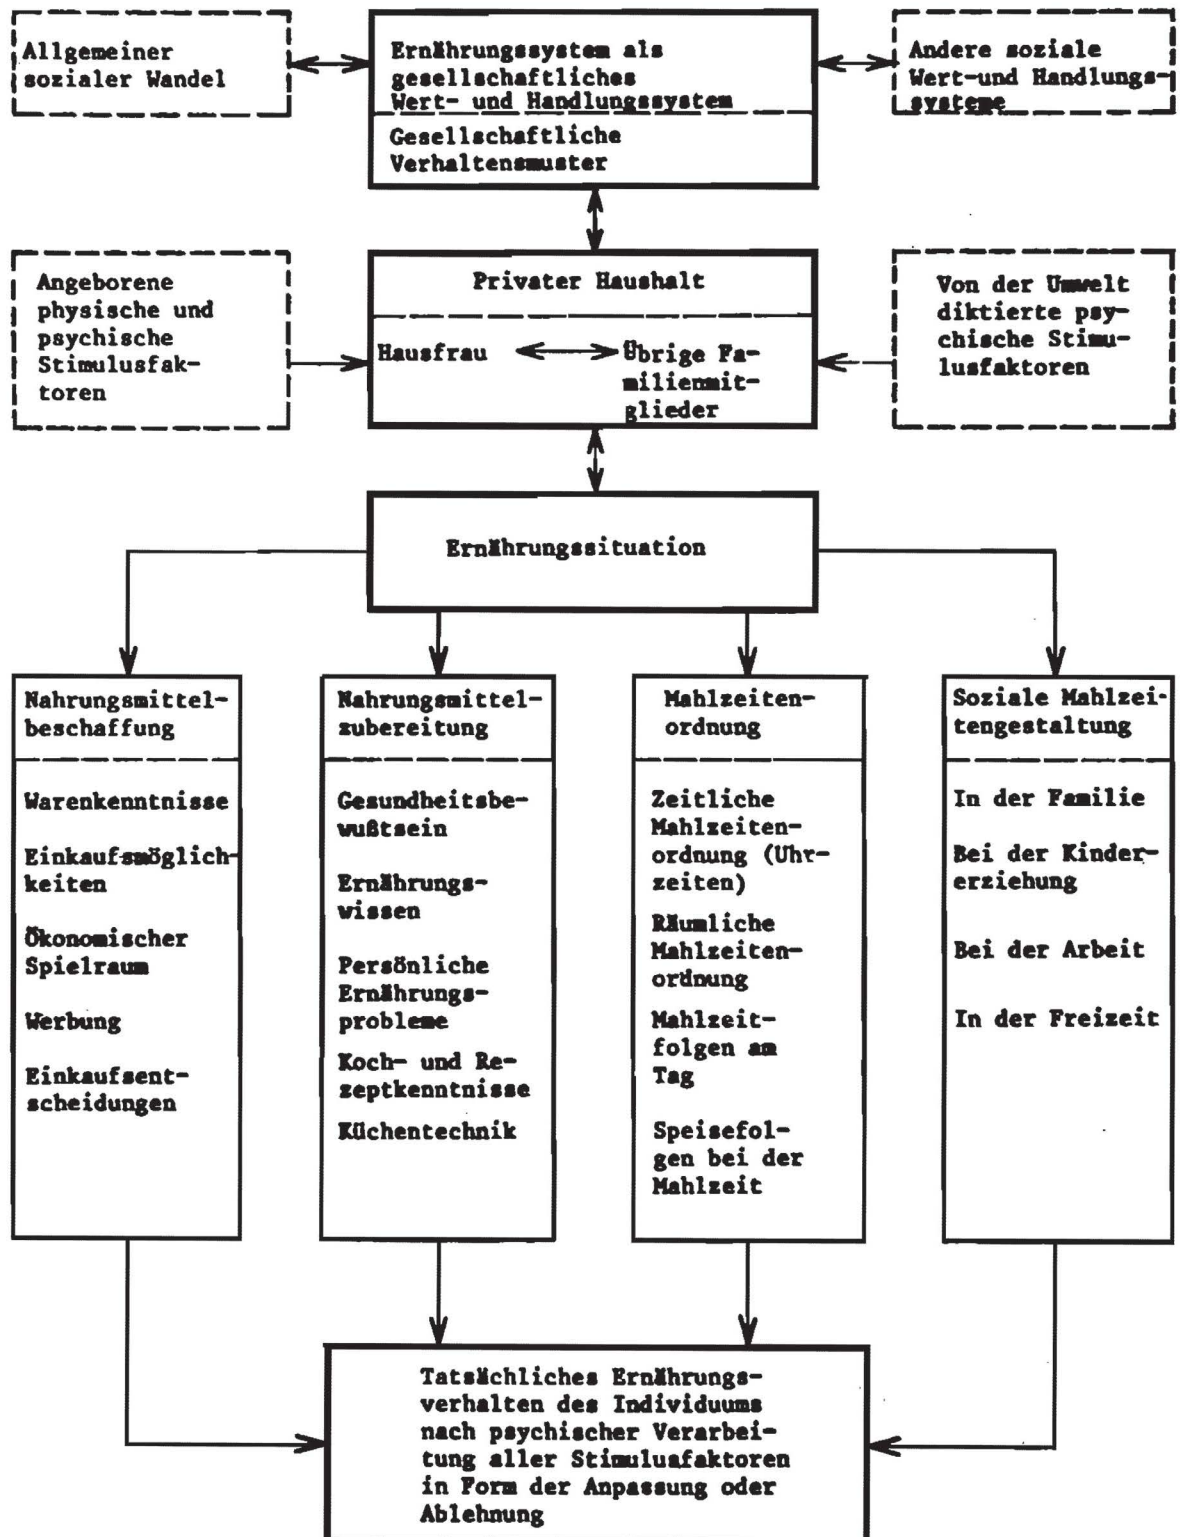 Allgemeiner
sozialer Wandel
Ernährungssystem als
gesellschaftliches
Wert- und Handlungssystem
Gesellschaftliche
Verhaltensmuster
Andere soziale
Wert-und Handlungs-
systeme
Angeborene
physische und
psychische
Stimulusfak-
toren
Privater Haushalt
Hausfrau
Übrige Fa-
milienmit-
glieder
Von der Umwelt
diktierte psy-
chische Stimu-
lusfaktoren
Ernährungssituation
Nahrungsmittel-
beschaffung
Warenkenntnisse
Einkaufsmöglich-
keiten
Ökonomischer
Spielraum
Werbung
Einkaufsent-
scheidungen
Nahrungsmittel-
zubereitung
Gesundheitsbe-
wußtsein
Ernährungs-
wissen
Persönliche
Ernährungs-
probleme
Koch- und Re-
zeptkenntnisse
Küchentechnik
Mahlzeiten-
ordnung
Zeitliche
Mahlzeiten-
ordnung (Uhr-
zeiten)
Räumliche
Mahlzeiten-
ordnung
Mahlzeit-
folgen am
Tag
Speisefol-
gen bei der
Mahlzeit
Soziale Mahlzei-
tengestaltung
In der Familie
Bei der Kinder-
erziehung
Bei der Arbeit
In der Freizeit
Tatsächliches Ernährungs-
verhalten des Individuums
nach psychischer Verarbei-
tung aller Stimulusfaktoren
in Form der Anpassung oder
Ablehnung